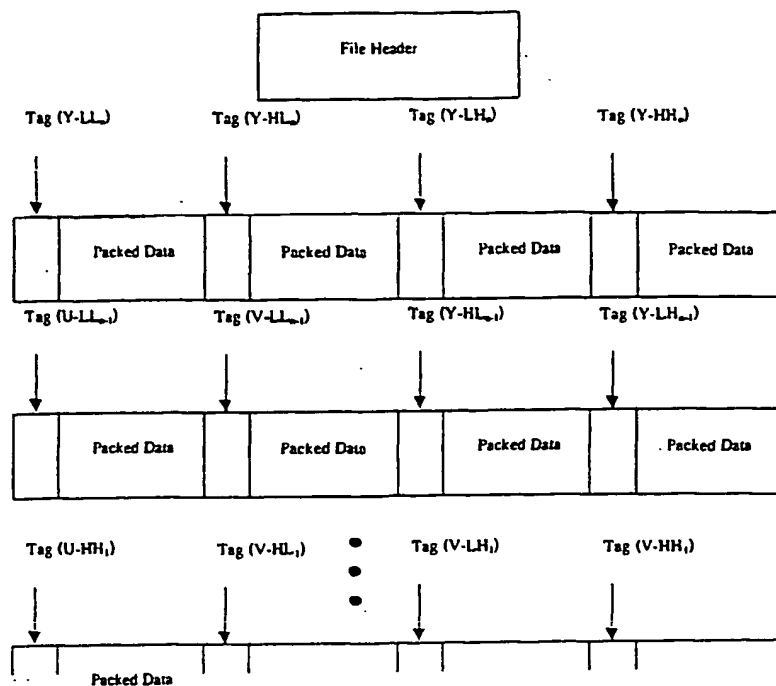 File Header
Tag (Y-LLₙ) Tag (Y-HLₙ) Tag (Y-LHₙ) Tag (Y-HHₙ)
Packed Data Packed Data Packed Data Packed Data
Tag (U-LLₙ₋₁) Tag (V-LLₙ₋₁) Tag (Y-HLₙ₋₁) Tag (Y-LHₙ₋₁)
Packed Data Packed Data Packed Data Packed Data
Tag (U-HH₁) Tag (V-HL₁) Tag (V-LH₁) Tag (V-HH₁)
Packed Data